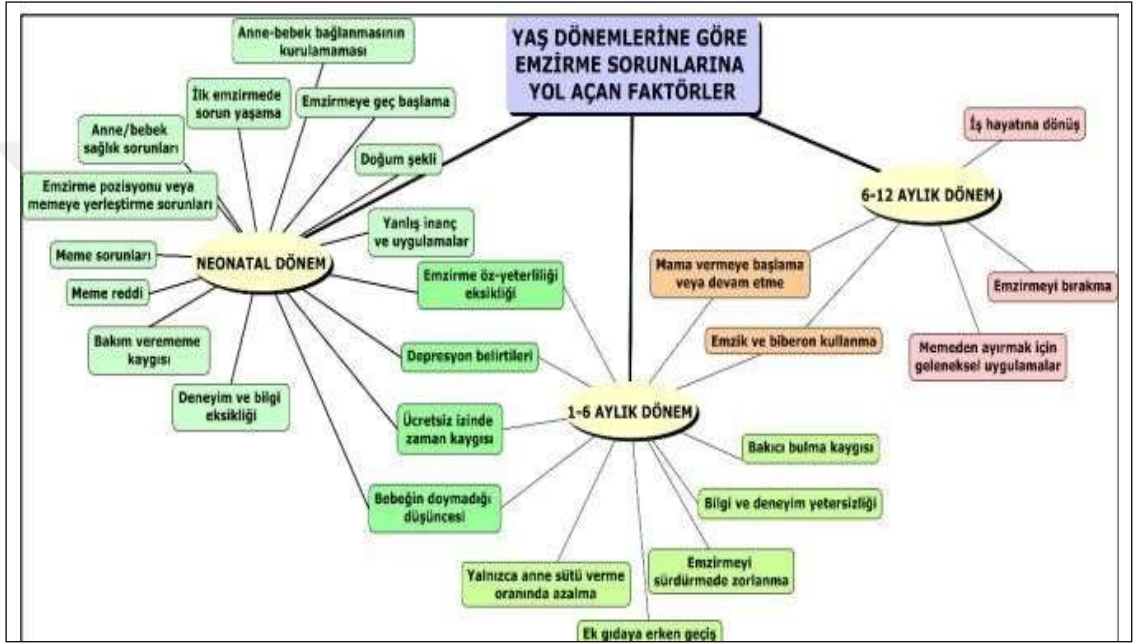 YAŞ DÖNEMLERİNE GÖRE
EMZİRME SORUNLARINA
YOL AÇAN FAKTÖRLER
Anne-bebek bağlanmasının
kurulamaması
İlk emzirmede
sorun yaşama
Emzirmeye geç başlama
Anne/bebek
sağlık sorunları
Doğum şekli
Emzirme pozisyonu veya
memeye yerleştirme sorunları
Yanlış inanç
ve uygulamalar
Meme sorunları
NEONATAL DÖNEM
Meme reddi
Emzirme öz-yeterliliği
eksikliği
Bakım verememe
kaygısı
Depresyon belirtileri
Deneyim ve bilgi
eksikliği
Ücretsiz izinde
zaman kaygısı
Bebeğin doymadığı
düşüncesi
İş hayatına dönüş
6-12 AYLIK DÖNEM
Mama vermeye başlama
veya devam etme
Emzirmeyi bırakma
Emzik ve biberon kullanma
Memeden ayırmak için
geleneksel uygulamalar
1-6 AYLIK DÖNEM
Bakıcı bulma kaygısı
Bilgi ve deneyim yetersizliği
Emzirmeyi
sürdürmede zorlanma
Yalnızca anne sütü verme
oranında azalma
Ek gıdaya erken geçiş